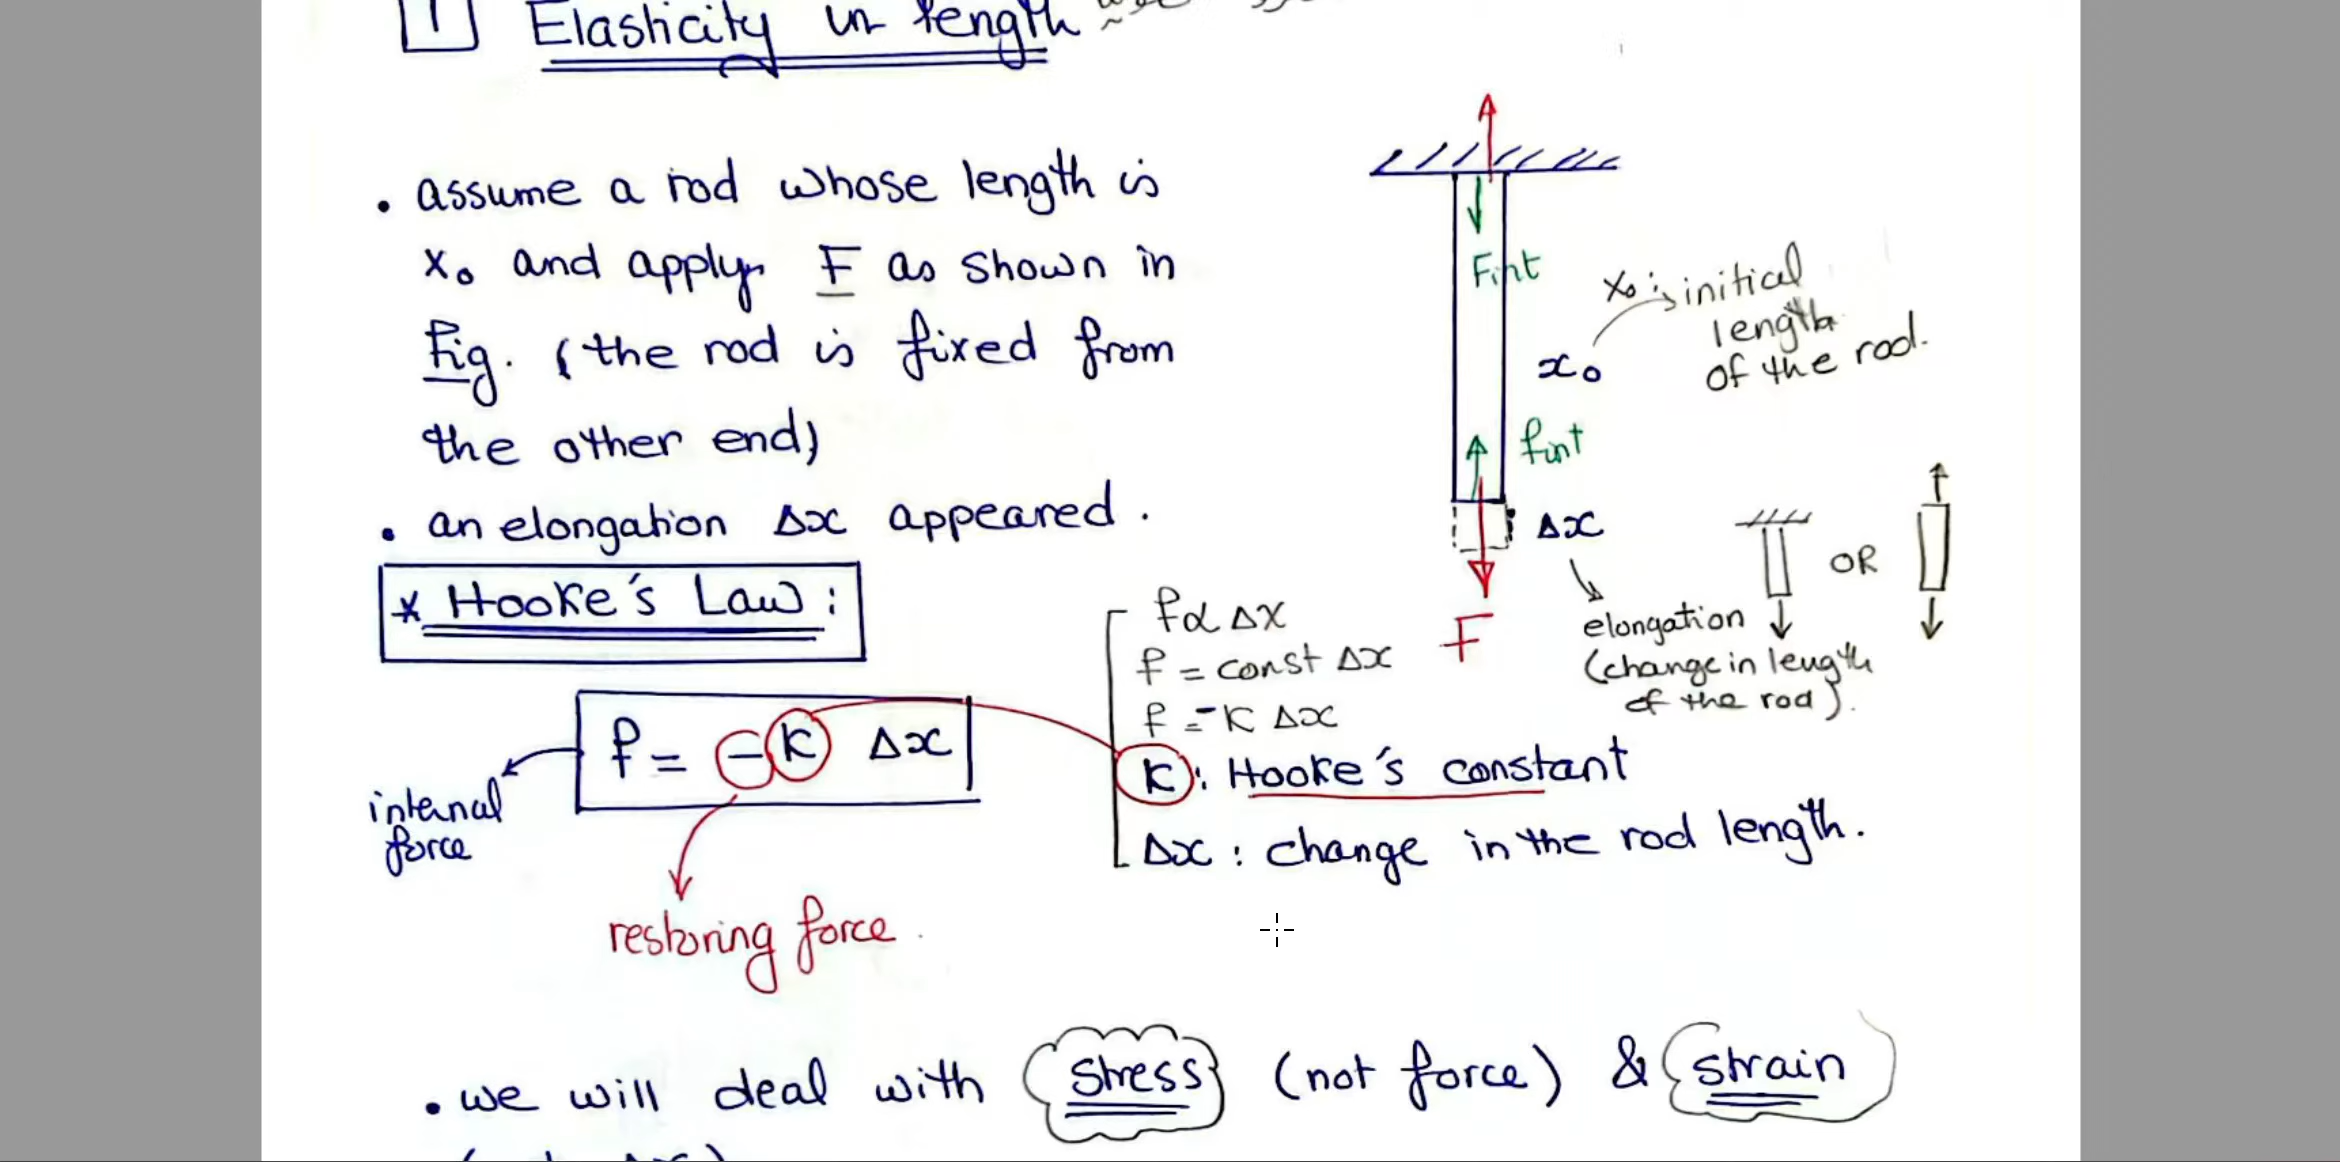 1 Elasticity in length
• assume a rod whose length is
x₀ and apply F as shown in
Fig. (the rod is fixed from
the other end)
• an elongation Δx appeared.
* Hooke's Law:
f = -K Δx
internal
force
restoring force.
Fint
x₀: initial
length
of the rod.
x₀
fint
Δx
OR
elongation
(change in length
of the rod).
F
f α Δx
f = const Δx
f = -K Δx
K: Hooke's constant
Δx: change in the rod length.
• we will deal with stress (not force) & strain